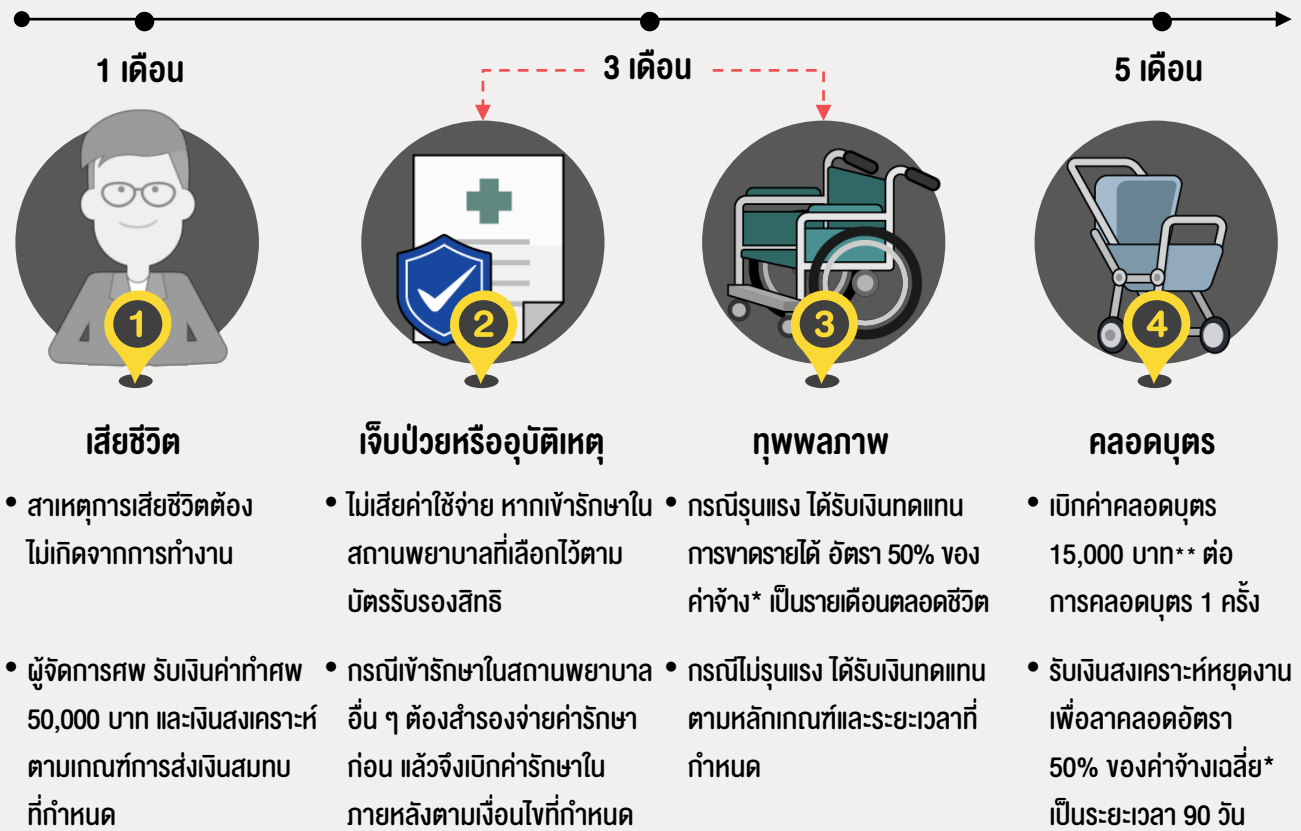 1 เดือน
3 เดือน
5 เดือน
1
2
3
4
เสียชีวิต
• สาเหตุการเสียชีวิตต้อง
ไม่เกิดจากการทำงาน
• ผู้จัดการศพ รับเงินค่าทำศพ
50,000 บาท และเงินสงเคราะห์
ตามเกณฑ์การส่งเงินสมทบ
ที่กำหนด
เจ็บป่วยหรืออุบัติเหตุ
• ไม่เสียค่าใช้จ่าย หากเข้ารักษาใน
สถานพยาบาลที่เลือกไว้ตาม
บัตรรับรองสิทธิ
• กรณีเข้ารักษาในสถานพยาบาล
อื่น ๆ ต้องสำรองจ่ายค่ารักษา
ก่อน แล้วจึงเบิกค่ารักษาใน
ภายหลังตามเงื่อนไขที่กำหนด
ทุพพลภาพ
• กรณีรุนแรง ได้รับเงินทดแทน
การขาดรายได้ อัตรา 50% ของ
ค่าจ้าง* เป็นรายเดือนตลอดชีวิต
• กรณีไม่รุนแรง ได้รับเงินทดแทน
ตามหลักเกณฑ์และระยะเวลาที่
กำหนด
คลอดบุตร
• เบิกค่าคลอดบุตร
15,000 บาท** ต่อ
การคลอดบุตร 1 ครั้ง
• รับเงินสงเคราะห์หยุดงาน
เพื่อลาคลอดอัตรา
50% ของค่าจ้างเฉลี่ย*
เป็นระยะเวลา 90 วัน